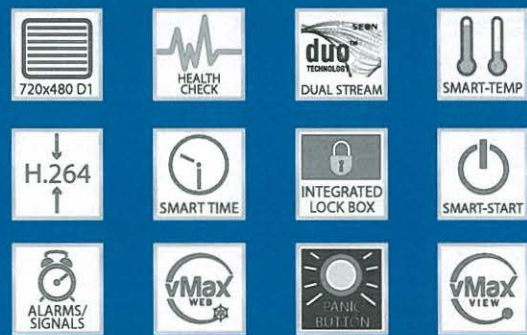 720x480 D1
HEALTH
CHECK
SEON
duo™
TECHNOLOGY
DUAL STREAM
SMART-TEMP
H.264
SMART TIME
INTEGRATED
LOCK BOX
SMART-START
ALARMS/
SIGNALS
vMax
WEB
PANIC
BUTTON
vMax
VIEW